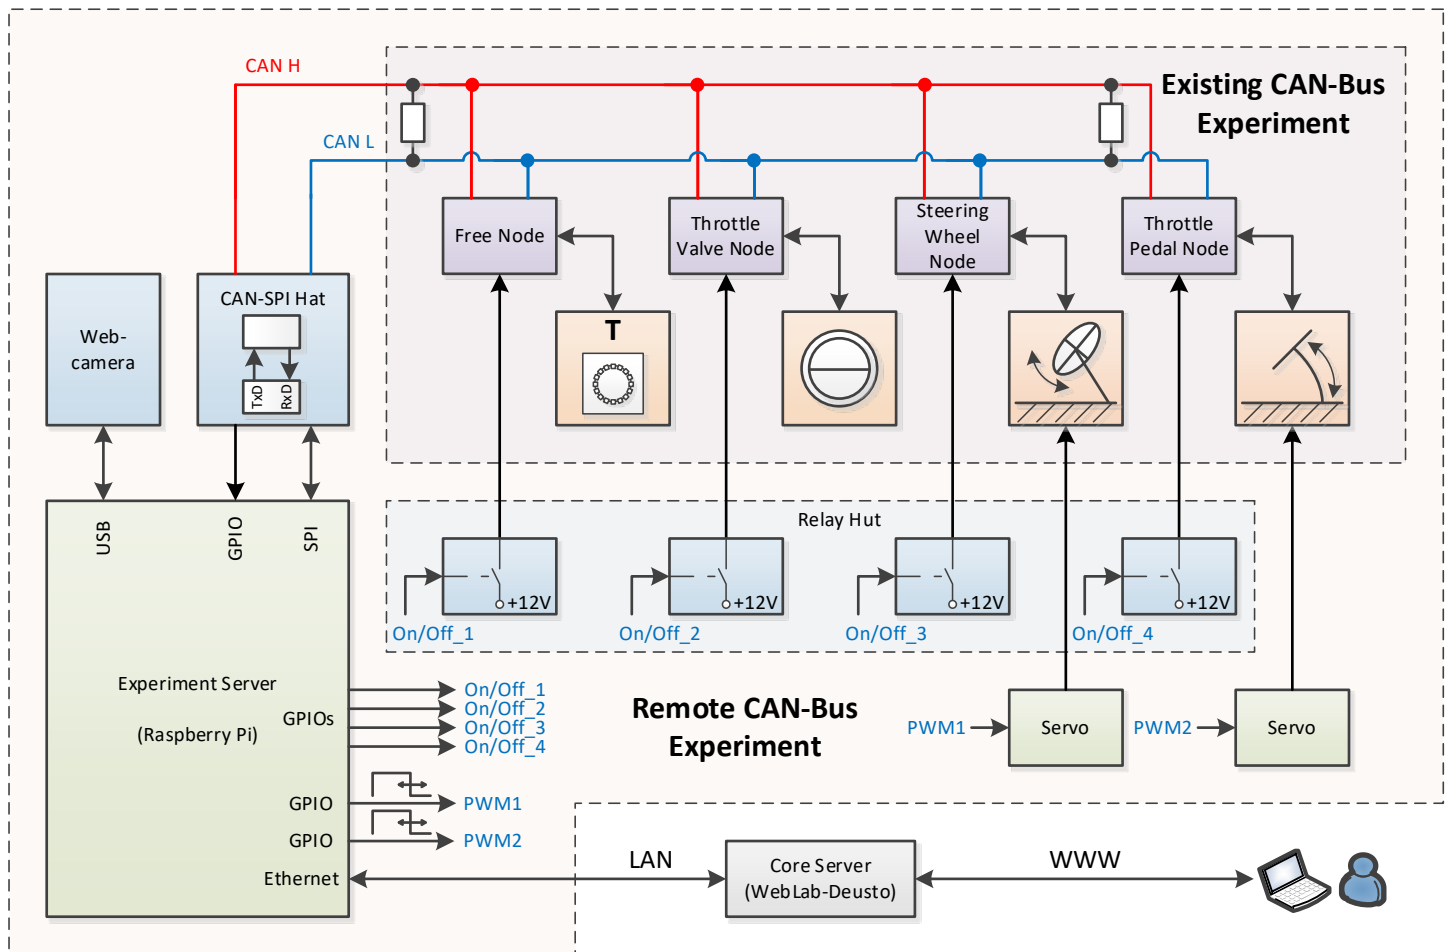 CAN H
CAN L
Existing CAN-Bus
Experiment
Free Node
Throttle
Valve Node
Steering
Wheel
Node
Throttle
Pedal Node
Web-
camera
CAN-SPI Hat
TxD
RxD
T
USB
GPIO
SPI
Relay Hut
+12V
+12V
+12V
+12V
On/Off_1
On/Off_2
On/Off_3
On/Off_4
Experiment Server
(Raspberry Pi)
GPIOs
On/Off_1
On/Off_2
On/Off_3
On/Off_4
GPIO
PWM1
GPIO
PWM2
Ethernet
Remote CAN-Bus
Experiment
PWM1
Servo
PWM2
Servo
LAN
Core Server
(WebLab-Deusto)
WWW